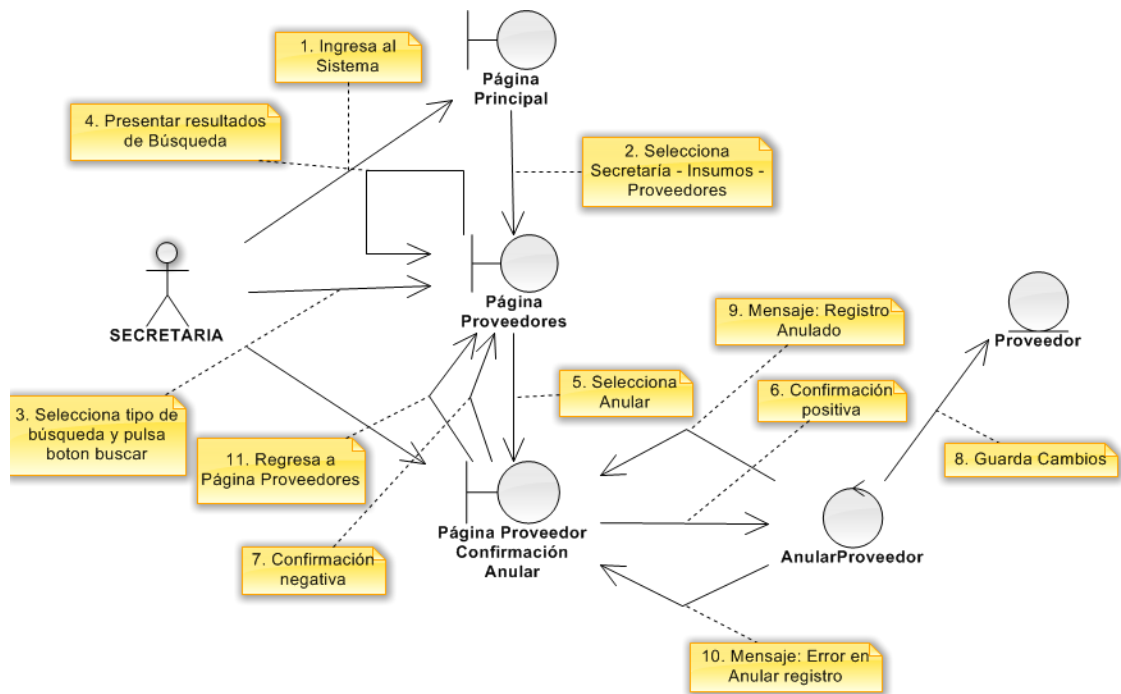 1. Ingresa al
Sistema
Página
Principal
4. Presentar resultados
de Búsqueda
2. Selecciona
Secretaría - Insumos -
Proveedores
SECRETARIA
Página
Proveedores
9. Mensaje: Registro
Anulado
Proveedor
3. Selecciona tipo de
búsqueda y pulsa
boton buscar
5. Selecciona
Anular
6. Confirmación
positiva
11. Regresa a
Página Proveedores
8. Guarda Cambios
7. Confirmación
negativa
Página Proveedor
Confirmación
Anular
AnularProveedor
10. Mensaje: Error en
Anular registro